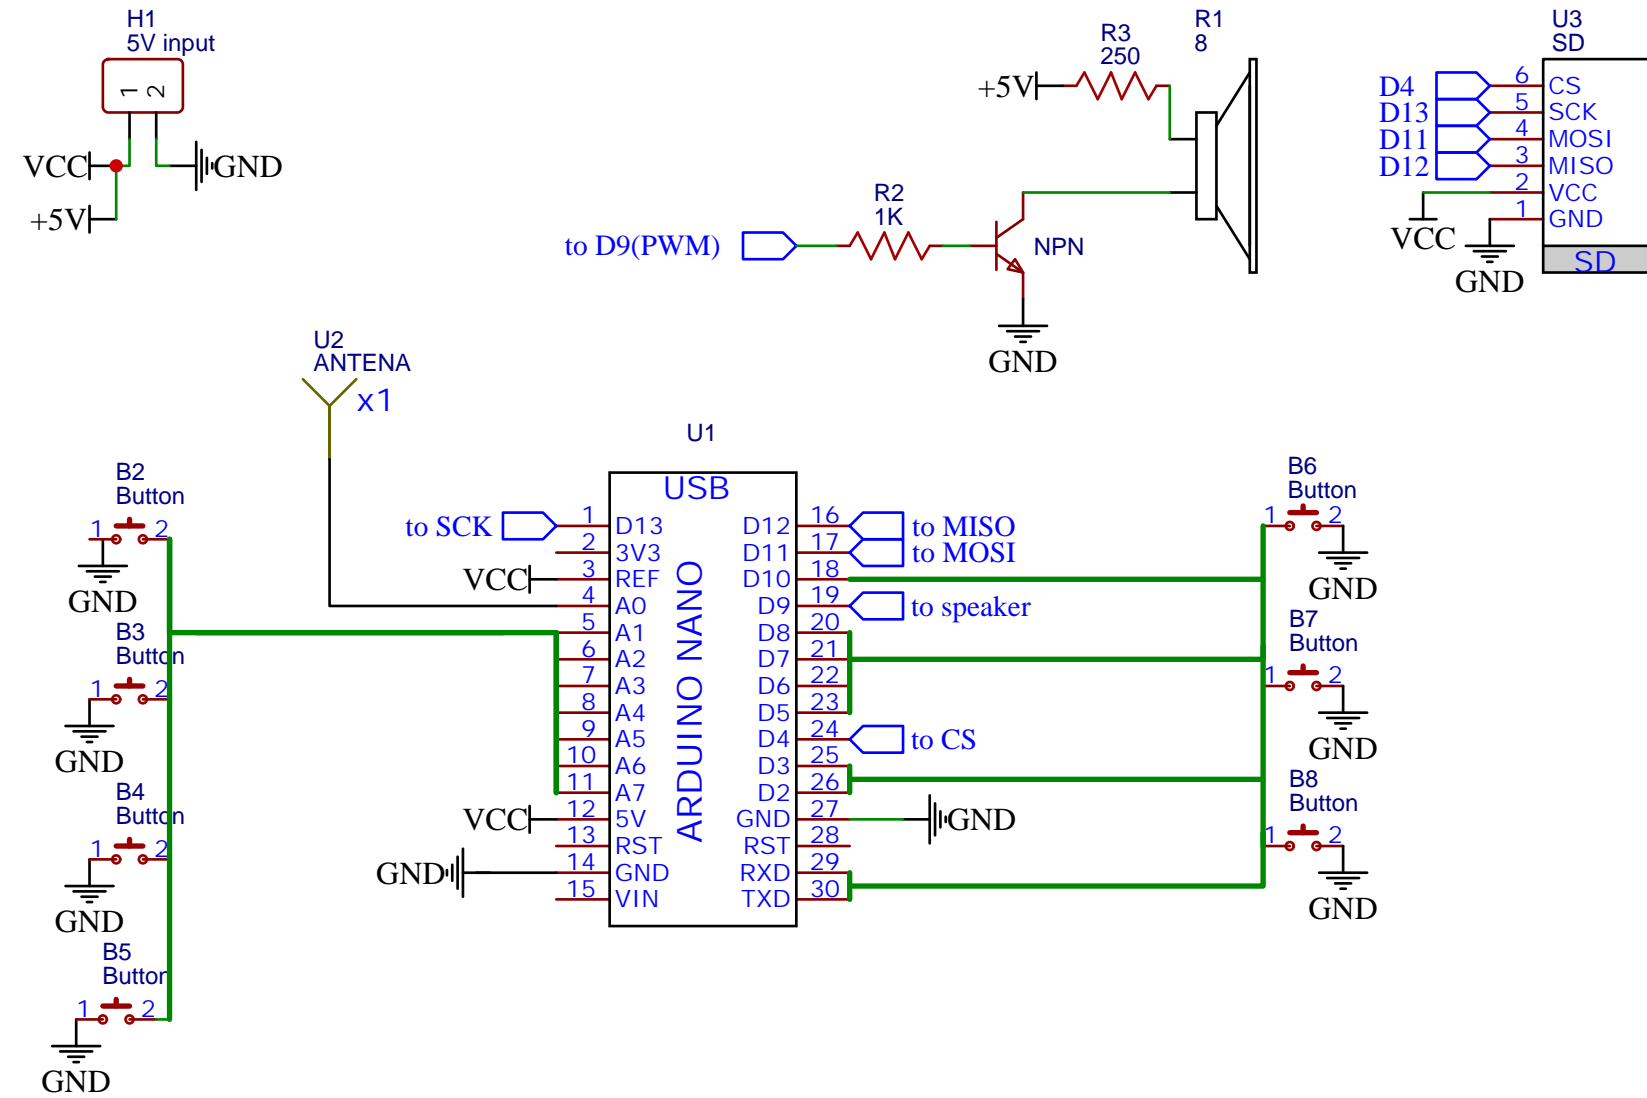 H1
5V input
1
2
VCC
GND
+5V
R3
250
+5V
R1
8
R2
1K
to D9(PWM)
NPN
GND
U3
SD
D4
6
CS
D13
5
SCK
D11
4
MOSI
D12
3
MISO
2
VCC
VCC
1
GND
GND
SD
U2
ANTENA
x1
U1
USB
ARDUINO NANO
to SCK
1
D13
2
3V3
VCC
3
REF
4
A0
5
A1
6
A2
7
A3
8
A4
9
A5
10
A6
11
A7
VCC
12
5V
13
RST
GND
14
GND
15
VIN
D12
16
to MISO
D11
17
to MOSI
D10
18
D9
19
to speaker
D8
20
D7
21
D6
22
D5
23
D4
24
to CS
D3
25
D2
26
GND
27
GND
RST
28
RXD
29
TXD
30
B2
Button
1
2
GND
B3
Button
1
2
GND
B4
Button
1
2
GND
B5
Button
1
2
GND
B6
Button
1
2
GND
B7
Button
1
2
GND
B8
Button
1
2
GND